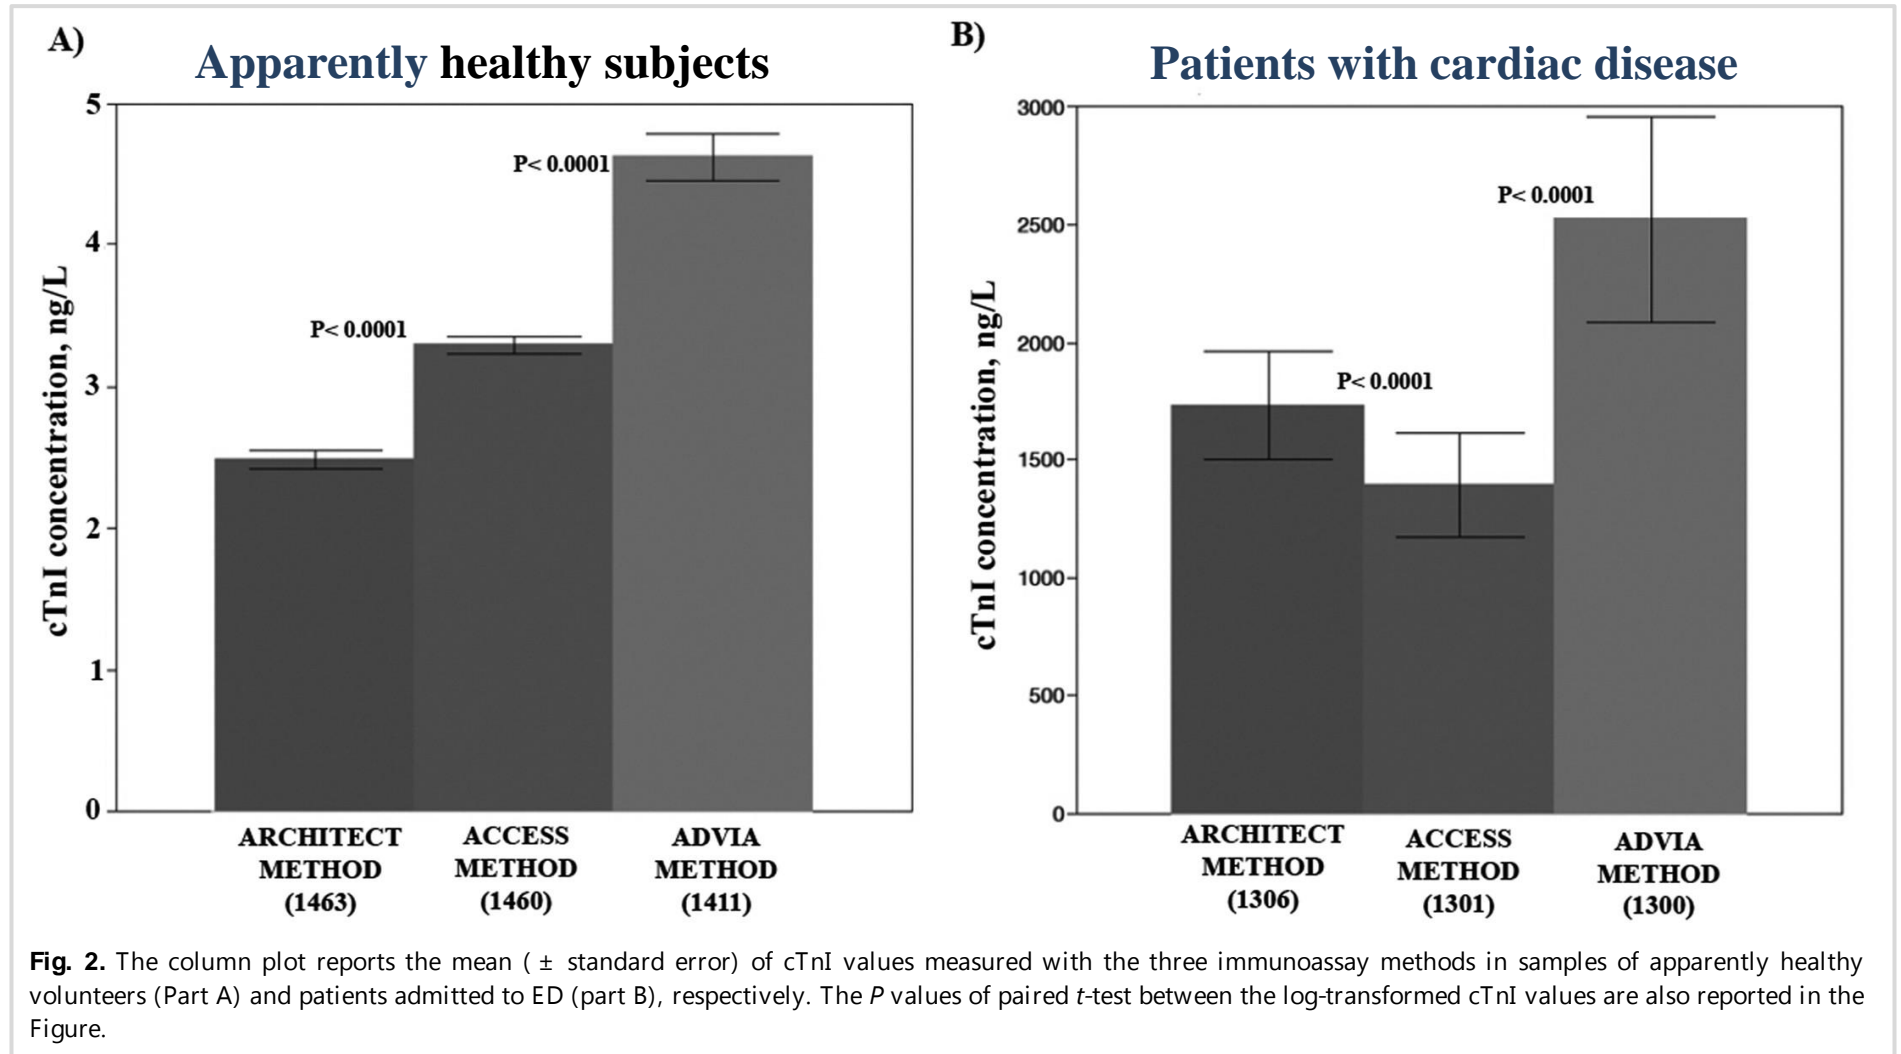 A)
Apparently healthy subjects
5
4
3
2
1
0
cTnI concentration, ng/L
P< 0.0001
P< 0.0001
ARCHITECT
METHOD
(1463)
ACCESS
METHOD
(1460)
ADVIA
METHOD
(1411)
B)
Patients with cardiac disease
3000
2500
2000
1500
1000
500
0
cTnI concentration, ng/L
P< 0.0001
P< 0.0001
ARCHITECT
METHOD
(1306)
ACCESS
METHOD
(1301)
ADVIA
METHOD
(1300)
Fig. 2. The column plot reports the mean ( ± standard error) of cTnI values measured with the three immunoassay methods in samples of apparently healthy
volunteers (Part A) and patients admitted to ED (part B), respectively. The P values of paired t-test between the log-transformed cTnI values are also reported in the
Figure.